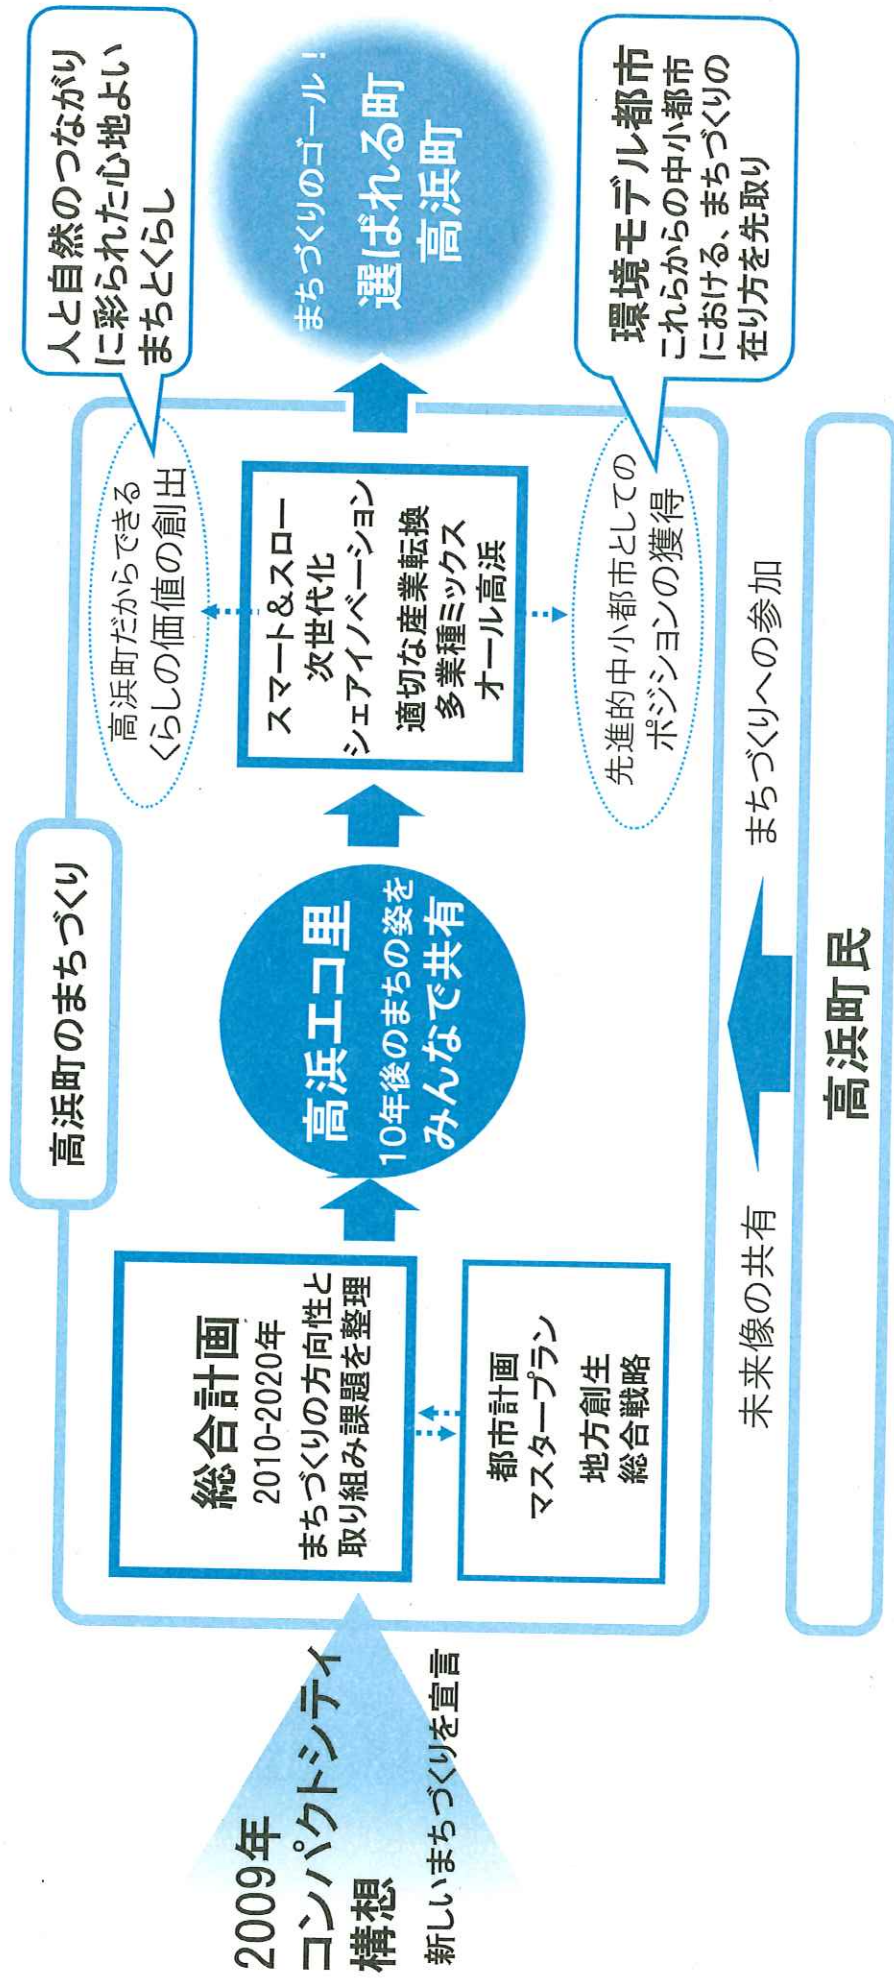 高浜町のまちづくり
2009年
コンパクトシティ
構想
新しいまちづくりを宣言
総合計画
2010-2020年
まちづくりの方向性と
取り組み課題を整理
都市計画
マスタープラン
地方創生
総合戦略
高浜エコ里
10年後のまちの姿を
みんなで共有
高浜町だからできる
くらしの価値の創出
スマート&スロー
次世代化
シェアイノベーション
適切な産業転換
多業種ミックス
オール高浜
先進的中小都市としての
ポジションの獲得
人と自然のつながり
に彩られた心地よい
まちとくらし
まちづくりのゴール!
選ばれる町
高浜町
環境モデル都市
これらからの中小都市
における、まちづくりの
在り方を先取り
未来像の共有
まちづくりへの参加
高浜町民